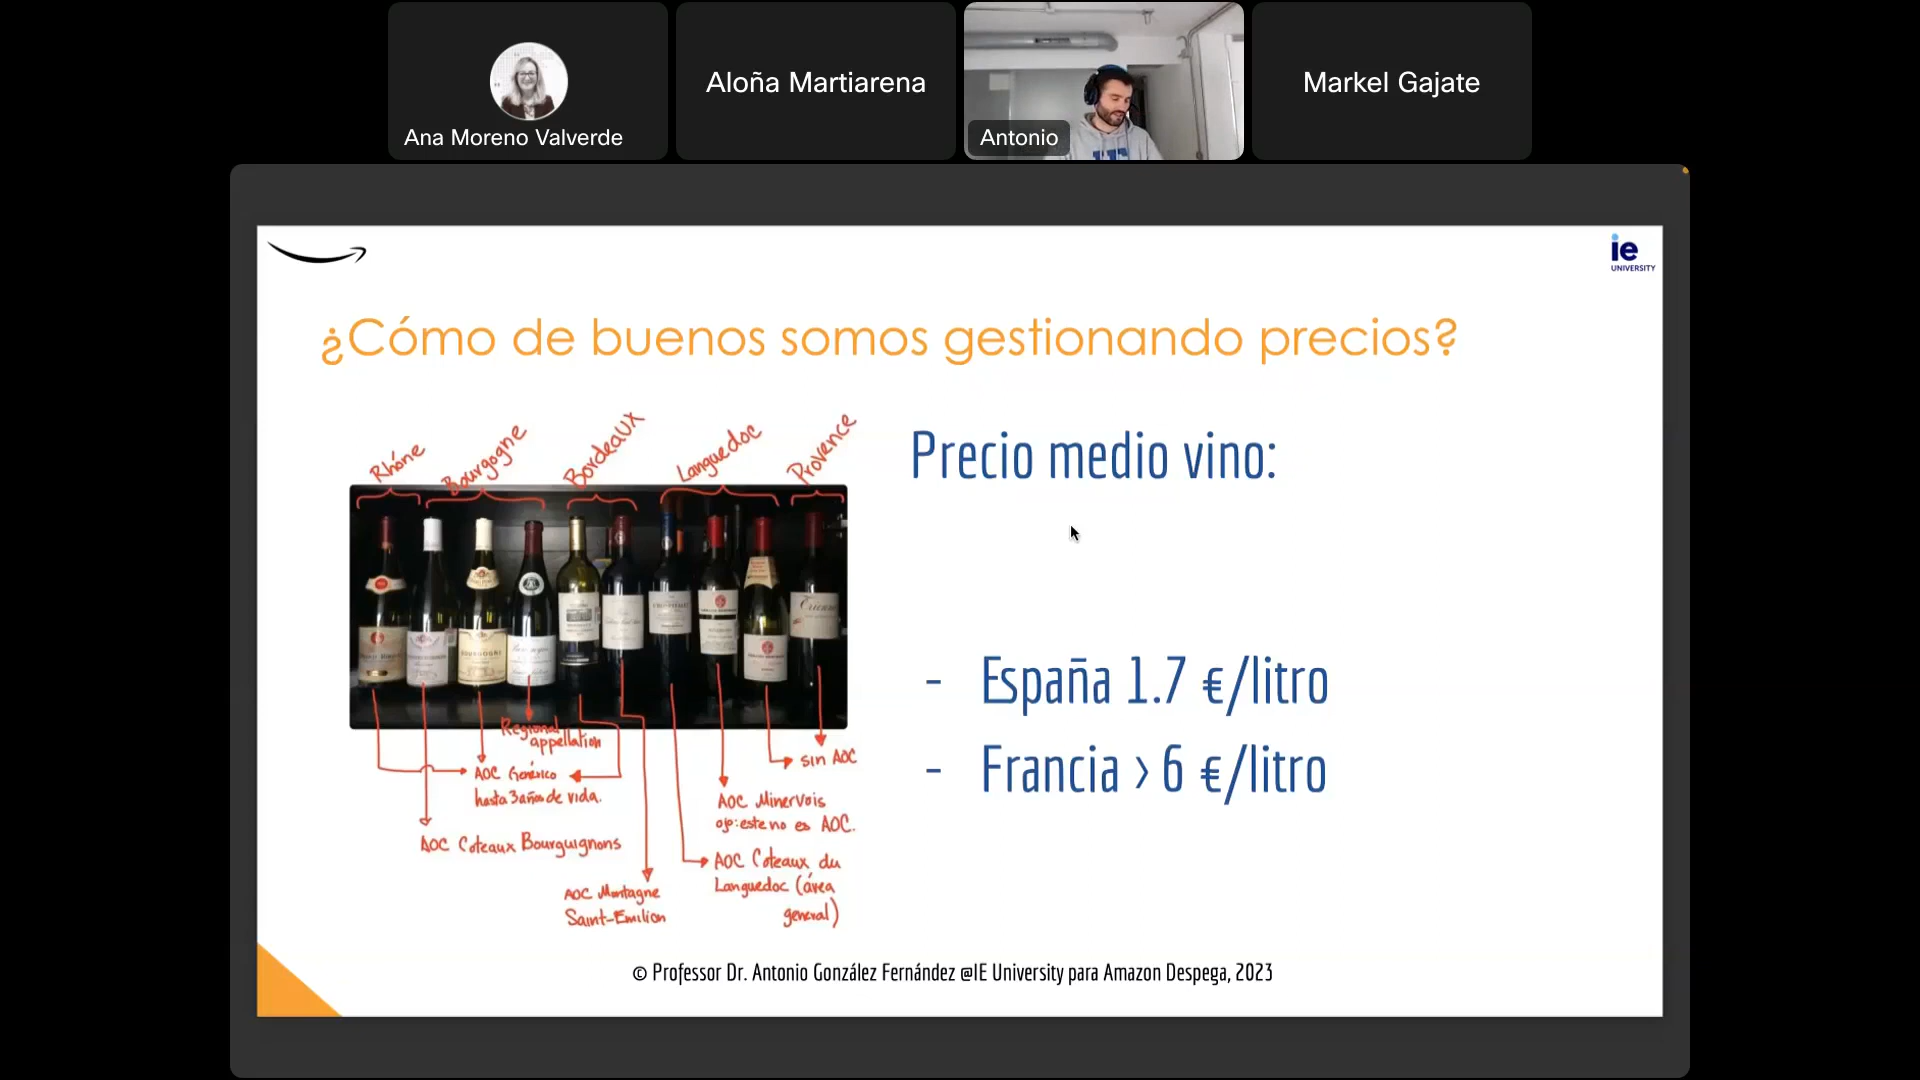 Ana Moreno Valverde
Aloña Martiarena
Antonio
Markel Gajate
ie
UNIVERSITY
¿Cómo de buenos somos gestionando precios?
Rhône
Bourgogne
Bordeaux
Languedoc
Provence
Precio medio vino:
- España 1.7 €/litro
- Francia > 6 €/litro
BOURGOGNE
Regional
appellation
AOC Genérico
hasta 3 años de vida.
AOC Coteaux Bourguignons
AOC Montagne
Saint-Emilion
sin AOC
AOC Minervois
ojo: este no es AOC.
AOC Coteaux du
Languedoc (área
general)
© Professor Dr. Antonio González Fernández @IE University para Amazon Despega, 2023